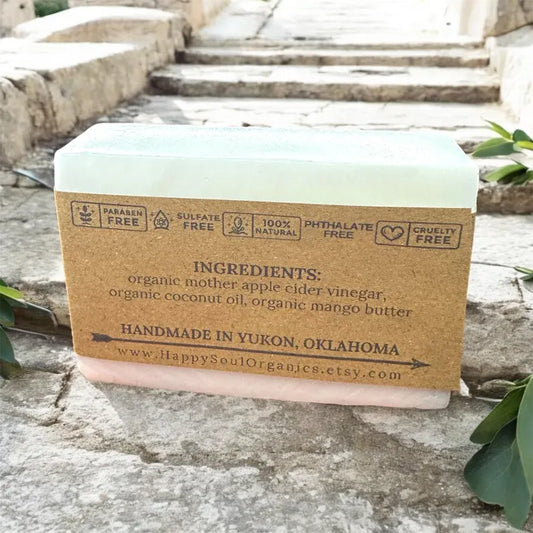 PARABEN FREE
SULFATE FREE
100% NATURAL
PHTHALATE FREE
CRUELTY FREE
INGREDIENTS:
organic mother apple cider vinegar,
organic coconut oil, organic mango butter
HANDMADE IN YUKON, OKLAHOMA
www.HappySoulOrganics.etsy.com